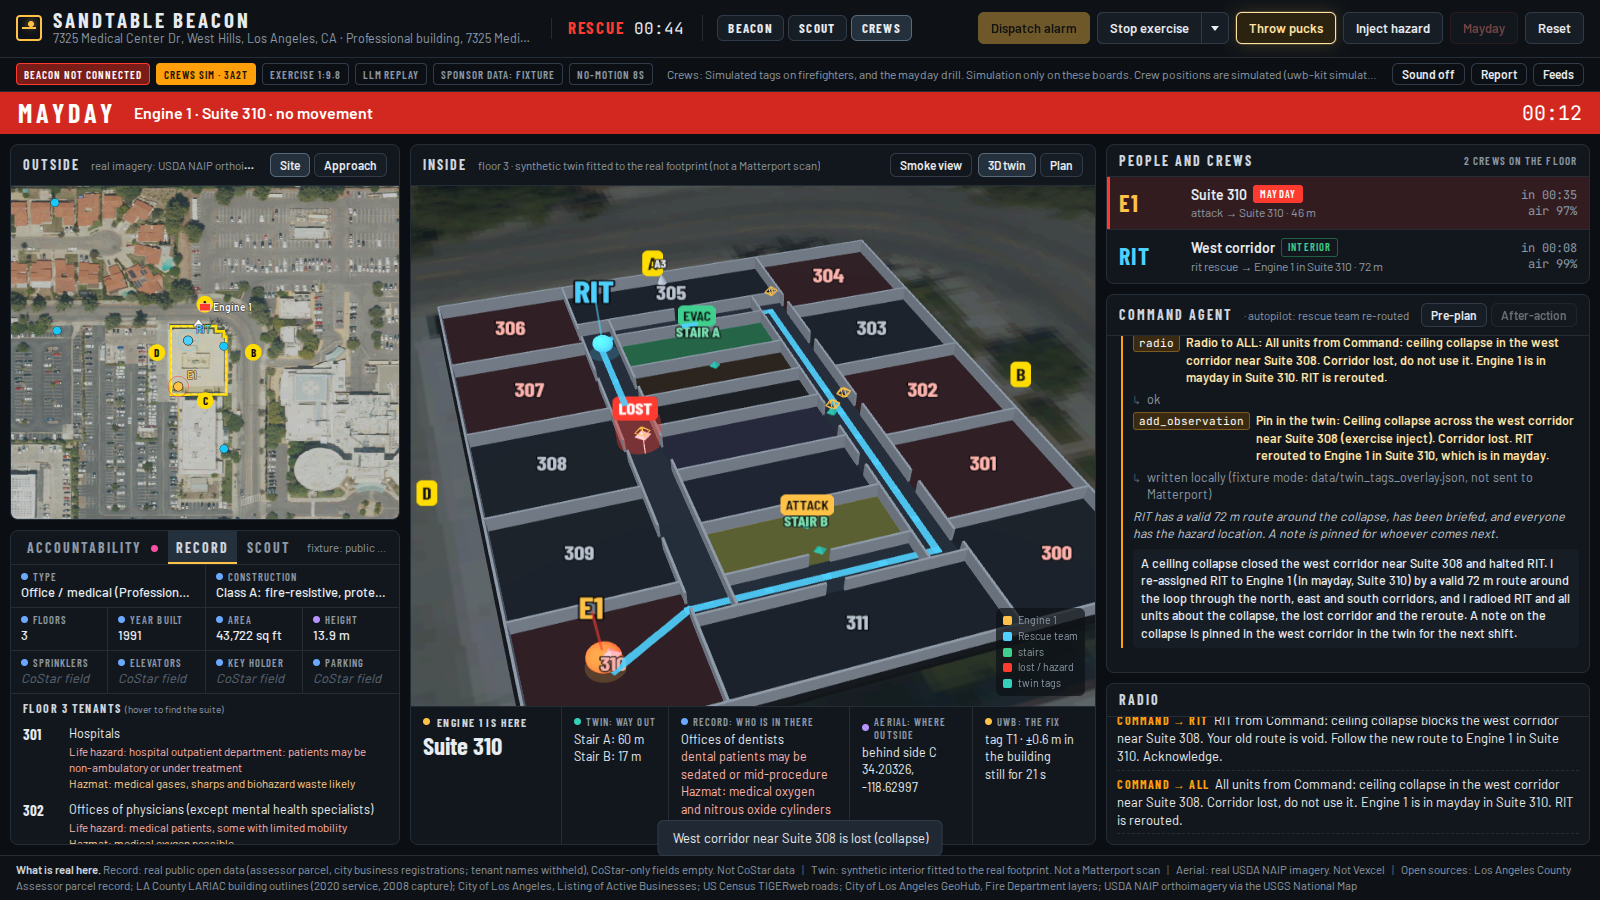 SANDTABLE BEACON
7325 Medical Center Dr, West Hills, Los Angeles, CA · Professional building, 7325 Medi...
RESCUE 00:44
BEACON
SCOUT
CREWS
Dispatch alarm
Stop exercise
Throw pucks
Inject hazard
Mayday
Reset
BEACON NOT CONNECTED
CREWS SIM · 3A2T
EXERCISE 1:9.8
LLM REPLAY
SPONSOR DATA: FIXTURE
NO-MOTION 8S
Crews: Simulated tags on firefighters, and the mayday drill. Simulation only on these boards. Crew positions are simulated (uwb-kit simulat...
Sound off
Report
Feeds
MAYDAY
Engine 1 · Suite 310 · no movement
00:12
OUTSIDE
real imagery: USDA NAIP orthoi...
Site
Approach
Engine 1
RIT
D
B
E1
C
ACCOUNTABILITY
RECORD
SCOUT
fixture: public ...
TYPE
Office / medical (Profession...
CONSTRUCTION
Class A: fire-resistive, prote...
FLOORS
3
YEAR BUILT
1991
AREA
43,722 sq ft
HEIGHT
13.9 m
SPRINKLERS
CoStar field
ELEVATORS
CoStar field
KEY HOLDER
CoStar field
PARKING
CoStar field
FLOOR 3 TENANTS (hover to find the suite)
301
Hospitals
Life hazard: hospital outpatient department: patients may be
non-ambulatory or under treatment
Hazmat: medical gases, sharps and biohazard waste likely
302
Offices of physicians (except mental health specialists)
Life hazard: medical patients, some with limited mobility
Hazmat: medical oxygen possible
INSIDE
floor 3 · synthetic twin fitted to the real footprint (not a Matterport scan)
Smoke view
3D twin
Plan
A
A3
304
RIT
305
306
EVAC
STAIR A
303
307
302
B
LOST
308
301
D
ATTACK
STAIR B
309
300
E1
311
310
Engine 1
Rescue team
stairs
lost / hazard
twin tags
ENGINE 1 IS HERE
Suite 310
TWIN: WAY OUT
Stair A: 60 m
Stair B: 17 m
RECORD: WHO IS IN THERE
Offices of dentists
dental patients may be
sedated or mid-procedure
Hazmat: medical oxygen
and nitrous oxide cylinders
AERIAL: WHERE
OUTSIDE
behind side C
34.20326,
-118.62997
UWB: THE FIX
tag T1 · ±0.6 m in
the building
still for 21 s
West corridor near Suite 308 is lost (collapse)
PEOPLE AND CREWS
2 CREWS ON THE FLOOR
E1
Suite 310
MAYDAY
attack → Suite 310 · 46 m
in 00:35
air 97%
RIT
West corridor
INTERIOR
rit rescue → Engine 1 in Suite 310 · 72 m
in 00:08
air 99%
COMMAND AGENT
· autopilot: rescue team re-routed
Pre-plan
After-action
radio
Radio to ALL: All units from Command: ceiling collapse in the west
corridor near Suite 308. Corridor lost, do not use it. Engine 1 is in
mayday in Suite 310. RIT is rerouted.
↳ ok
add_observation
Pin in the twin: Ceiling collapse across the west corridor
near Suite 308 (exercise inject). Corridor lost. RIT
rerouted to Engine 1 in Suite 310, which is in mayday.
↳ written locally (fixture mode: data/twin_tags_overlay.json, not sent to
Matterport)
RIT has a valid 72 m route around the collapse, has been briefed, and everyone
has the hazard location. A note is pinned for whoever comes next.
A ceiling collapse closed the west corridor near Suite 308 and halted RIT. I
re-assigned RIT to Engine 1 (in mayday, Suite 310) by a valid 72 m route around
the loop through the north, east and south corridors, and I radioed RIT and all
units about the collapse, the lost corridor and the reroute. A note on the
collapse is pinned in the west corridor in the twin for the next shift.
RADIO
COMMAND → RIT RIT from Command: ceiling collapse blocks the west corridor
near Suite 308. Your old route is void. Follow the new route to Engine 1 in Suite
310. Acknowledge.
COMMAND → ALL All units from Command: ceiling collapse in the west corridor
near Suite 308. Corridor lost, do not use it. Engine 1 is in mayday in Suite 310. RIT
is rerouted.
What is real here. Record: real public open data (assessor parcel, city business registrations; tenant names withheld), CoStar-only fields empty. Not CoStar data | Twin: synthetic interior fitted to the real footprint. Not a Matterport scan | Aerial: real USDA NAIP imagery. Not Vexcel | Open sources: Los Angeles County
Assessor parcel record; LA County LARIAC building outlines (2020 service, 2008 capture); City of Los Angeles, Listing of Active Businesses; US Census TIGERweb roads; City of Los Angeles GeoHub, Fire Department layers; USDA NAIP orthoimagery via the USGS National Map